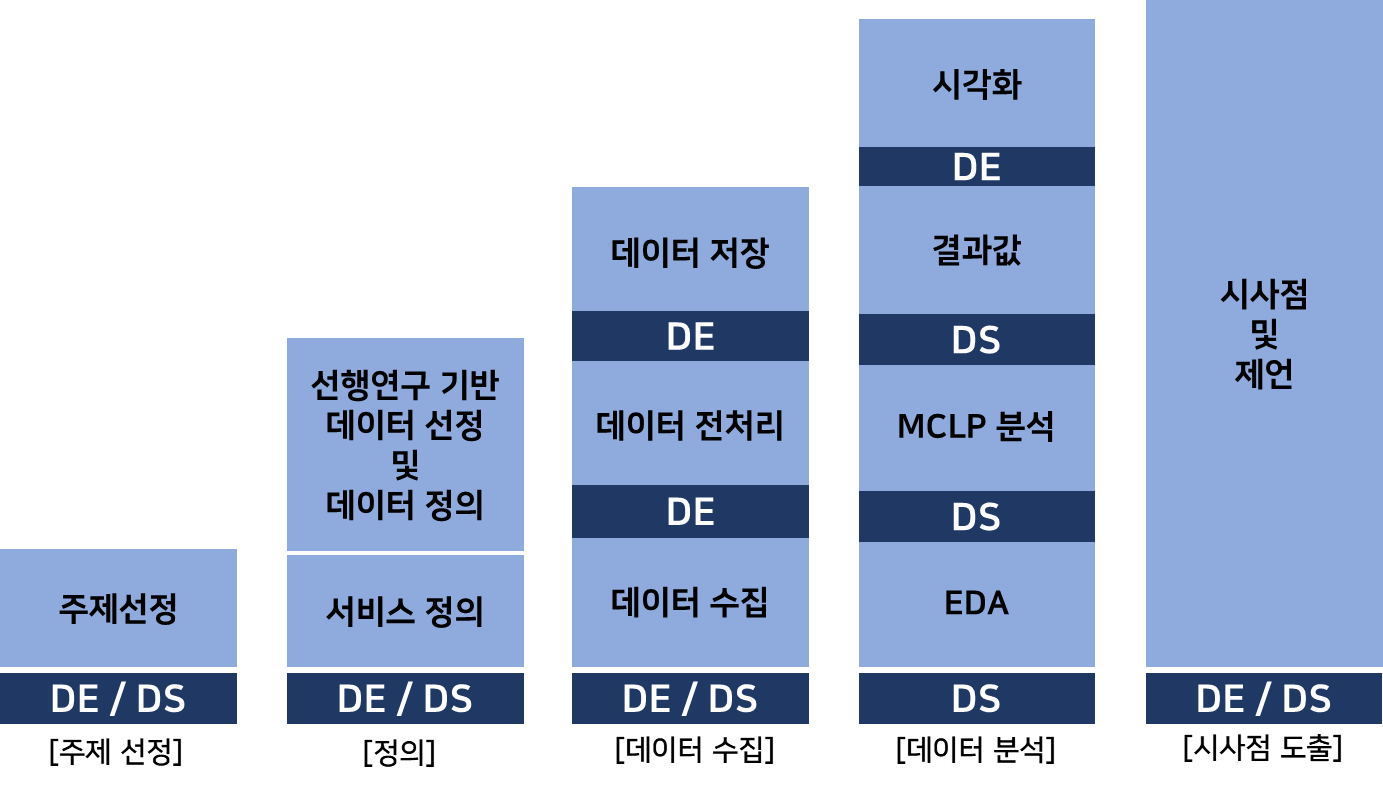 주제선정
DE / DS
[주제 선정]
선행연구 기반
데이터 선정
및
데이터 정의
서비스 정의
DE / DS
[정의]
데이터 저장
DE
데이터 전처리
DE
데이터 수집
DE / DS
[데이터 수집]
시각화
DE
결과값
DS
MCLP 분석
DS
EDA
DS
[데이터 분석]
시사점
및
제언
DE / DS
[시사점 도출]